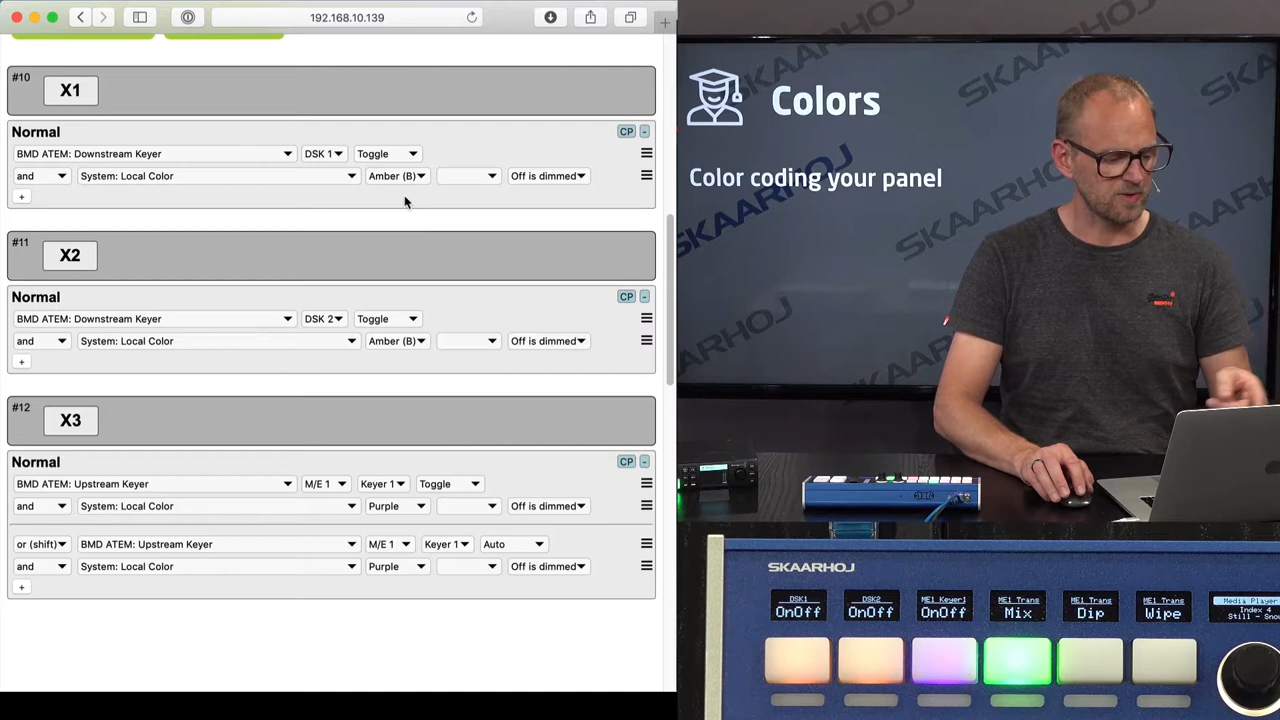 192.168.10.139
#10 X1
Normal CP -
BMD ATEM: Downstream Keyer DSK 1 Toggle
and System: Local Color Amber (B) Off is dimmed
+
#11 X2
Normal CP -
BMD ATEM: Downstream Keyer DSK 2 Toggle
and System: Local Color Amber (B) Off is dimmed
+
#12 X3
Normal CP -
BMD ATEM: Upstream Keyer M/E 1 Keyer 1 Toggle
and System: Local Color Purple Off is dimmed
or (shift) BMD ATEM: Upstream Keyer M/E 1 Keyer 1 Auto
and System: Local Color Purple Off is dimmed
+
SKAARHOJ
Colors
Color coding your panel
SKAARHOJ
DSK1 DSK2 ME1 Keyer1 ME1 Trans ME1 Trans ME1 Trans Media Player
OnOff OnOff OnOff Mix Dip Wipe Index 4
Still - Snow